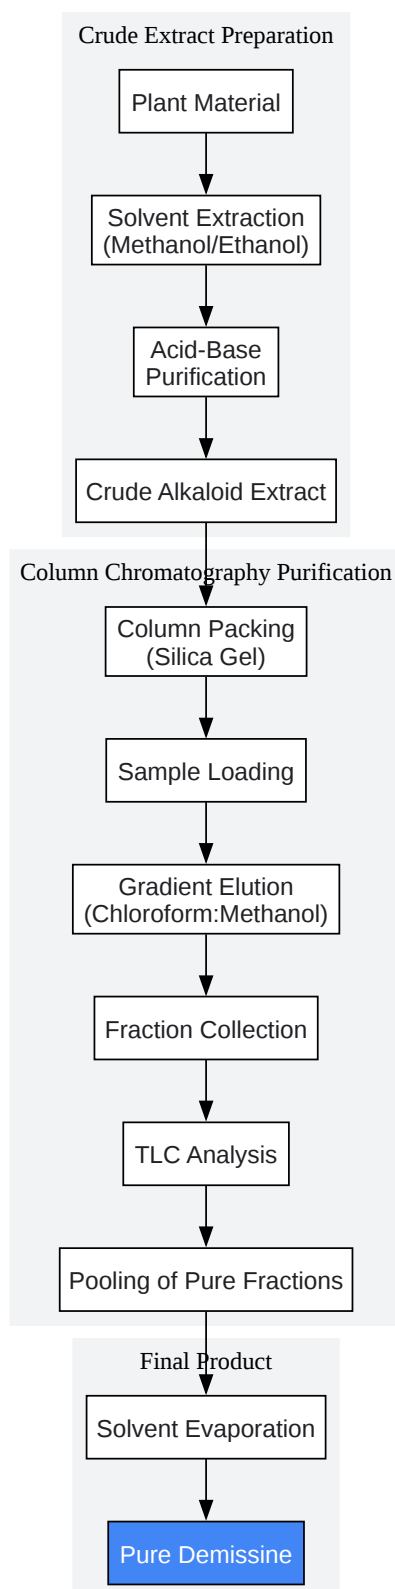 Crude Extract Preparation
Plant Material
Solvent Extraction
(Methanol/Ethanol)
Acid-Base
Purification
Crude Alkaloid Extract
Column Chromatography Purification
Column Packing
(Silica Gel)
Sample Loading
Gradient Elution
(Chloroform:Methanol)
Fraction Collection
TLC Analysis
Pooling of Pure Fractions
Final Product
Solvent Evaporation
Pure Demissine